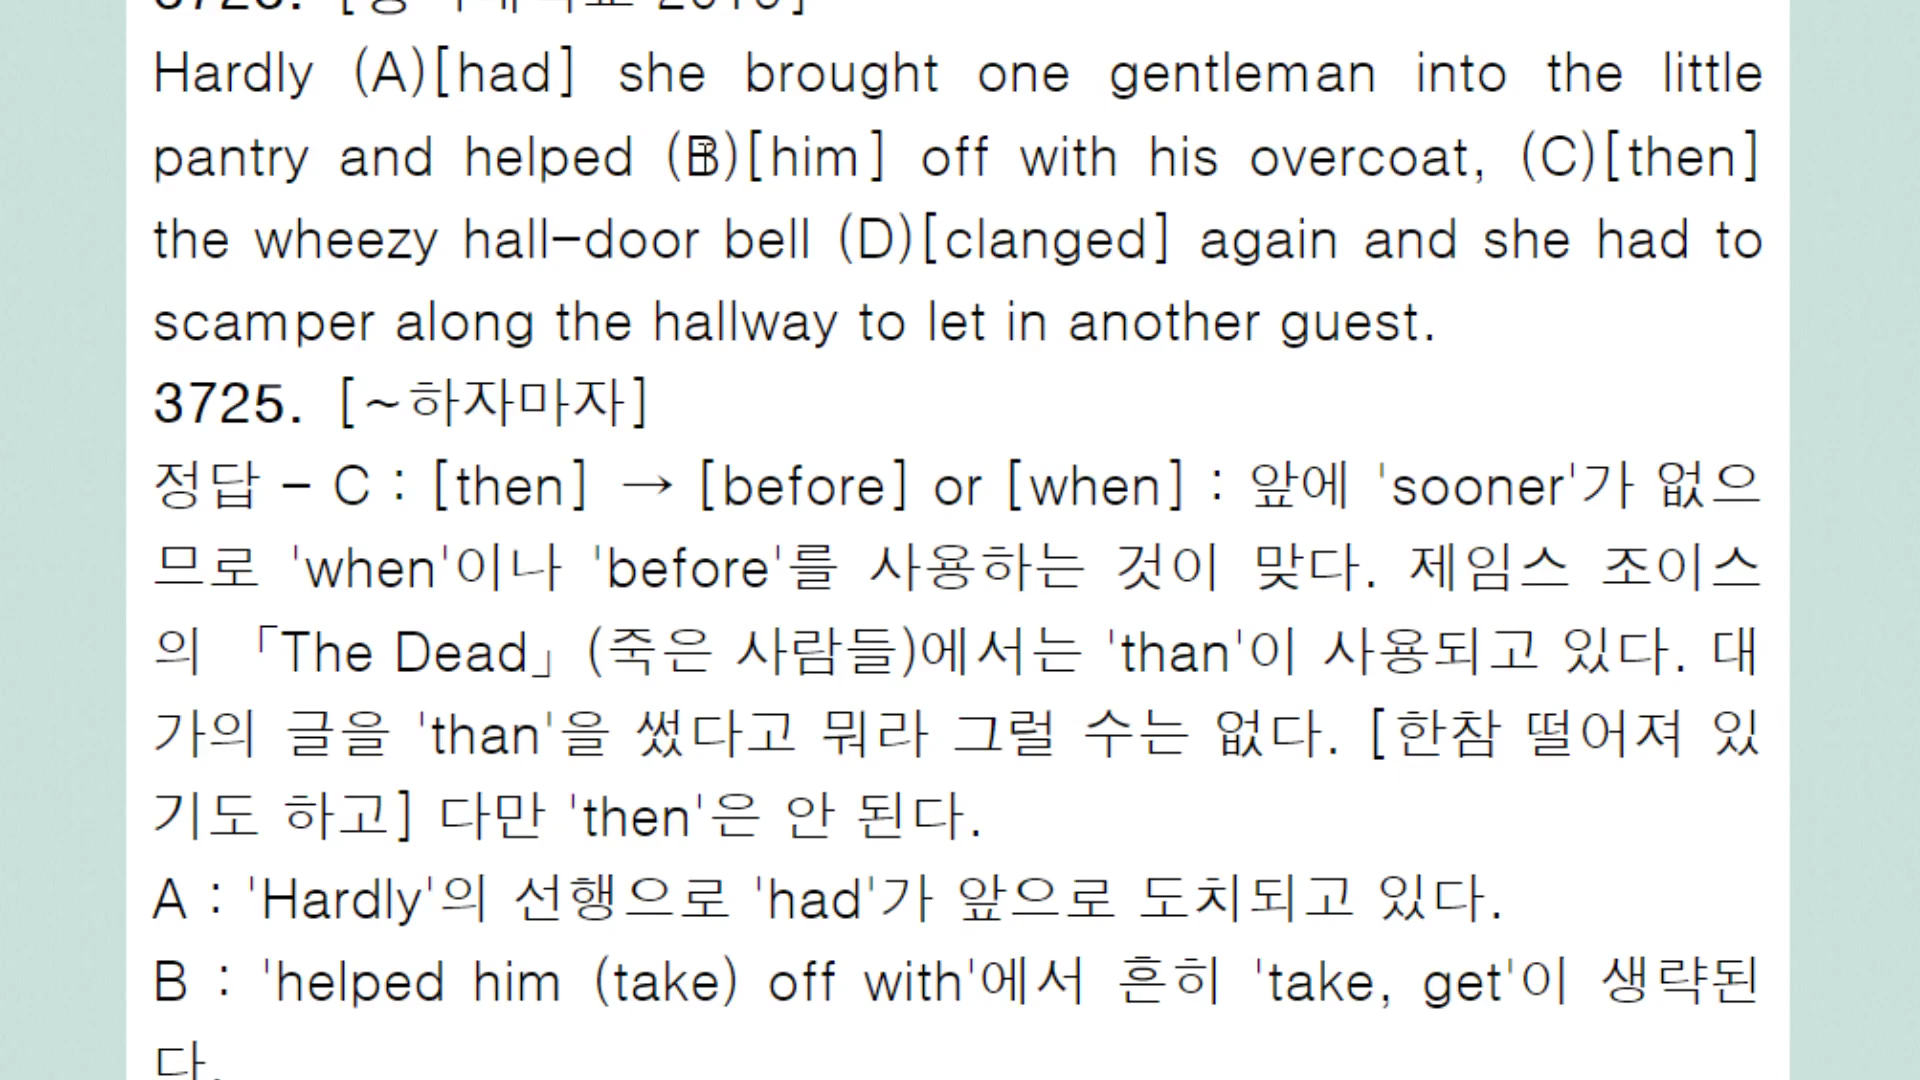 3725. [
2013]
Hardly (A)[had] she brought one gentleman into the little
pantry and helped (B)[him] off with his overcoat, (C)[then]
the wheezy hall-door bell (D)[clanged] again and she had to
scamper along the hallway to let in another guest.
3725. [~하자마자]
정답 - C : [then] → [before] or [when] : 앞에 'sooner'가 없으
므로 'when'이나 'before'를 사용하는 것이 맞다. 제임스 조이스
의 「The Dead」(죽은 사람들)에서는 'than'이 사용되고 있다. 대
가의 글을 'than'을 썼다고 뭐라 그럴 수는 없다. [한참 떨어져 있
기도 하고] 다만 'then'은 안 된다.
A : 'Hardly'의 선행으로 'had'가 앞으로 도치되고 있다.
B : 'helped him (take) off with'에서 흔히 'take, get'이 생략된
다.